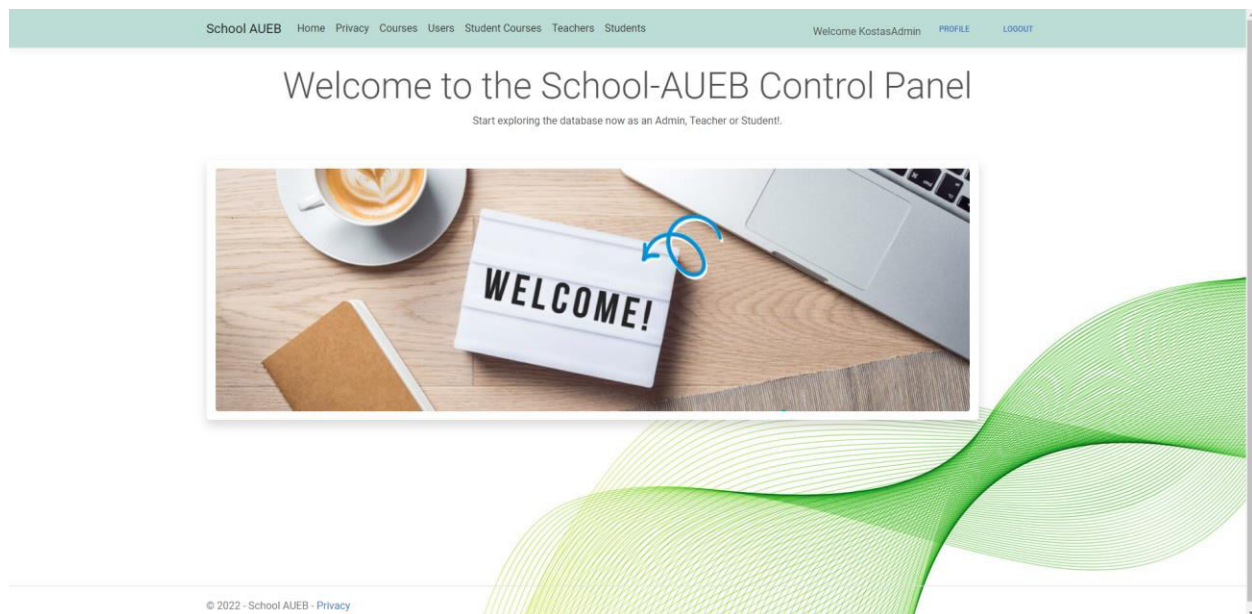 School AUEB Home Privacy Courses Users Student Courses Teachers Students Welcome KostasAdmin PROFILE LOGOUT
Welcome to the School-AUEB Control Panel
Start exploring the database now as an Admin, Teacher or Student!.
WELCOME!
© 2022 - School AUEB - Privacy